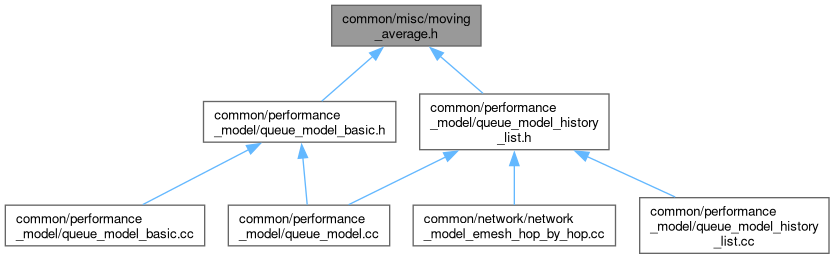 common/misc/moving
_average.h
common/performance
_model/queue_model_basic.h
common/performance
_model/queue_model_history
_list.h
common/performance
_model/queue_model_basic.cc
common/performance
_model/queue_model.cc
common/network/network
_model_emesh_hop_by_hop.cc
common/performance
_model/queue_model_history
_list.cc